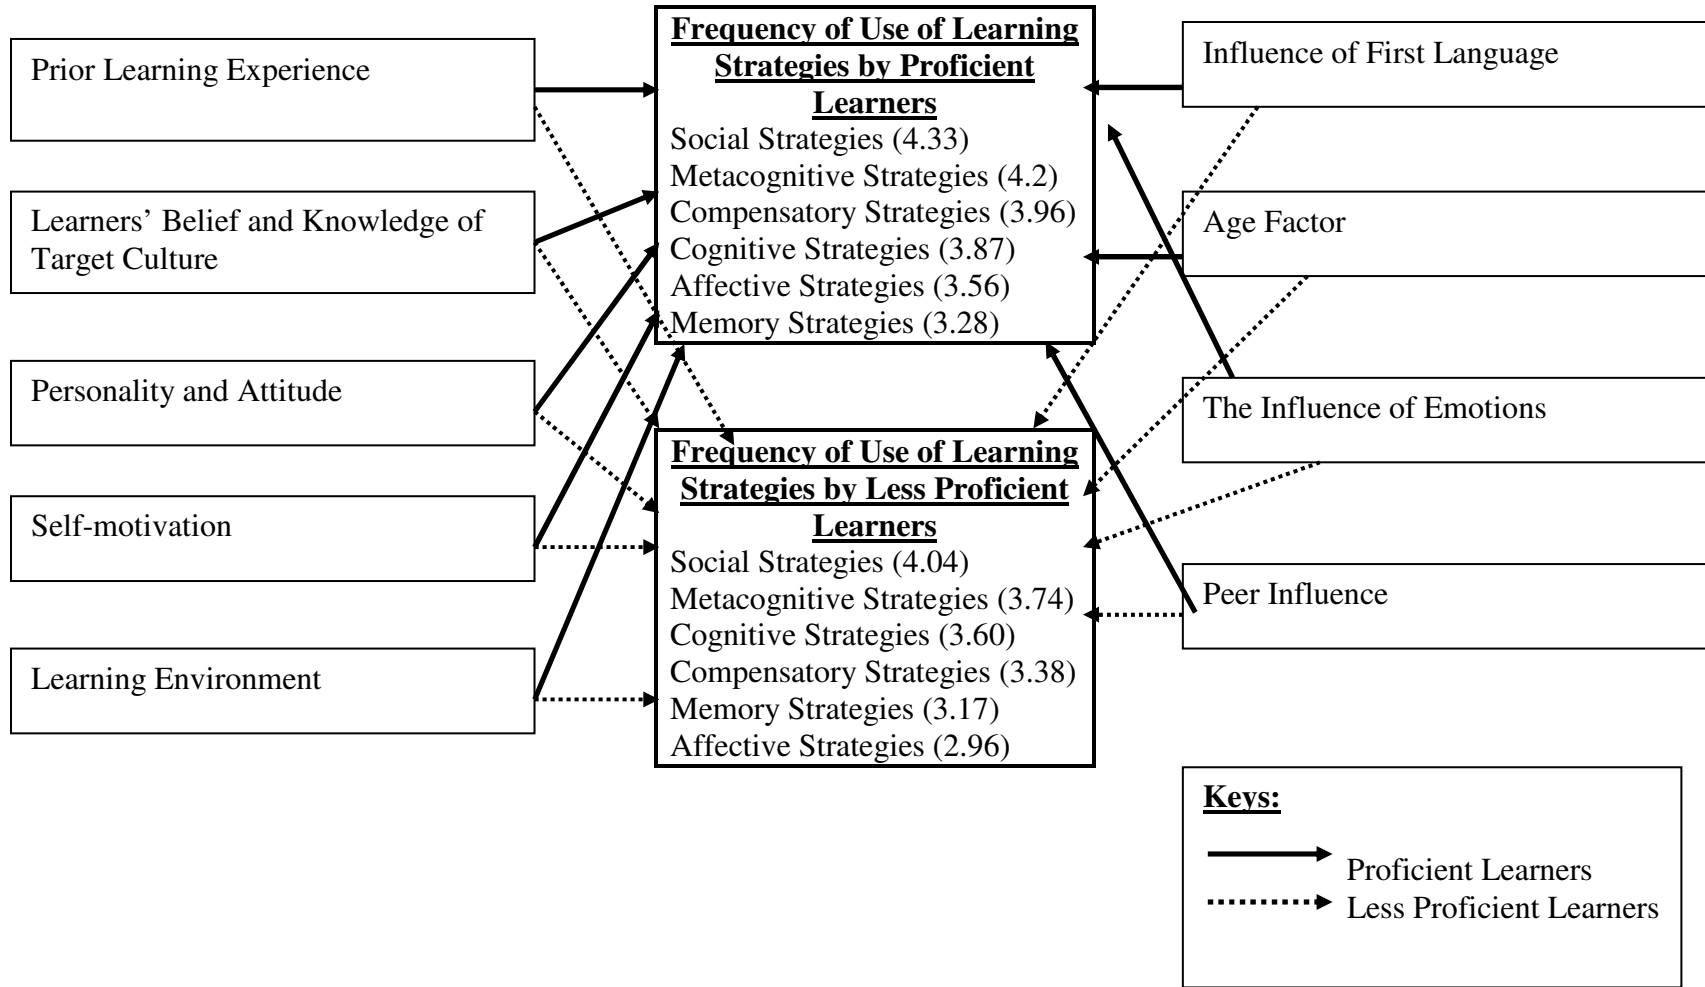 Prior Learning Experience
Learners' Belief and Knowledge of
Target Culture
Personality and Attitude
Self-motivation
Learning Environment
Frequency of Use of Learning
Strategies by Proficient
Learners
Social Strategies (4.33)
Metacognitive Strategies (4.2)
Compensatory Strategies (3.96)
Cognitive Strategies (3.87)
Affective Strategies (3.56)
Memory Strategies (3.28)
Frequency of Use of Learning
Strategies by Less Proficient
Learners
Social Strategies (4.04)
Metacognitive Strategies (3.74)
Cognitive Strategies (3.60)
Compensatory Strategies (3.38)
Memory Strategies (3.17)
Affective Strategies (2.96)
Influence of First Language
Age Factor
The Influence of Emotions
Peer Influence
Keys:
Proficient Learners
Less Proficient Learners